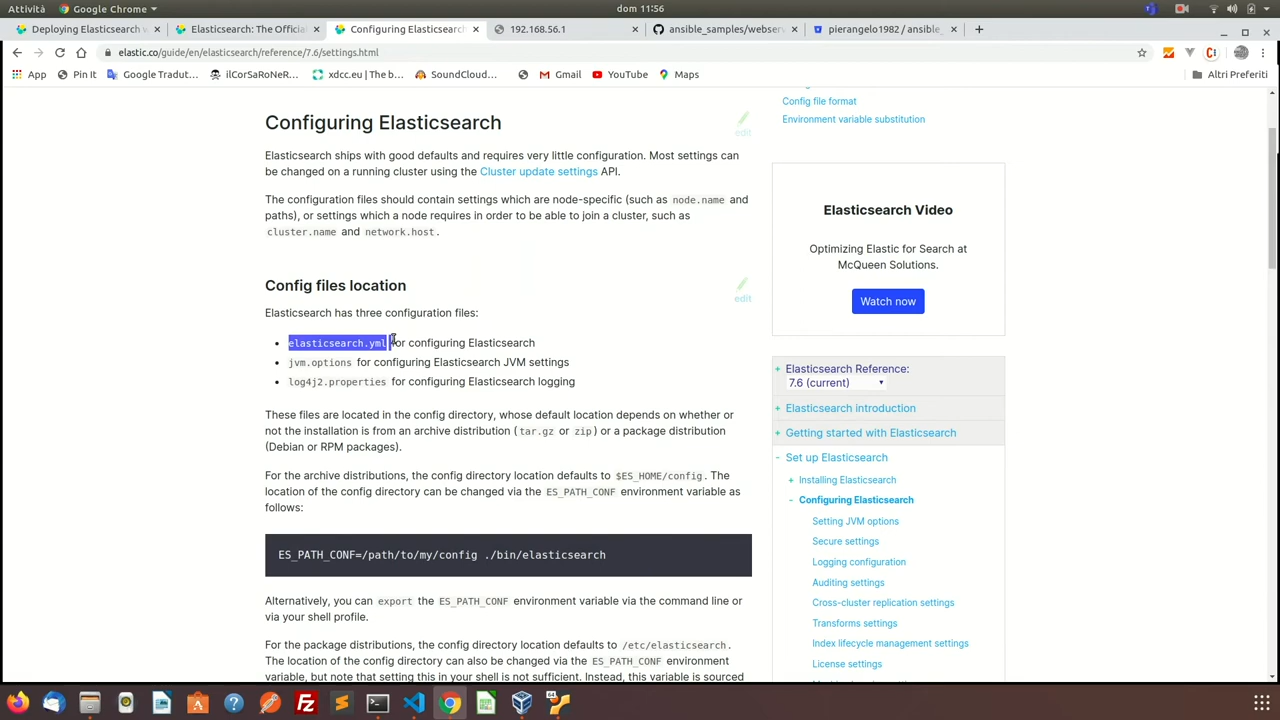 Attività
Google Chrome
dom 11:56
Deploying Elasticsearch
Elasticsearch: The Officia
Configuring Elasticsearch
192.168.56.1
ansible_samples/webserv
pierangelo1982 / ansible_
elastic.co/guide/en/elasticsearch/reference/7.6/settings.html
App
Pin It
Google Tradut...
ilCorSaRoNeR...
xdcc.eu | The b...
SoundCloud...
Gmail
YouTube
Maps
Altri Preferiti
Configuring Elasticsearch
edit
Elasticsearch ships with good defaults and requires very little configuration. Most settings can
be changed on a running cluster using the Cluster update settings API.
The configuration files should contain settings which are node-specific (such as node.name and
paths), or settings which a node requires in order to be able to join a cluster, such as
cluster.name and network.host.
Config files location
edit
Elasticsearch has three configuration files:
elasticsearch.yml for configuring Elasticsearch
jvm.options for configuring Elasticsearch JVM settings
log4j2.properties for configuring Elasticsearch logging
These files are located in the config directory, whose default location depends on whether or
not the installation is from an archive distribution (tar.gz or zip) or a package distribution
(Debian or RPM packages).
For the archive distributions, the config directory location defaults to $ES_HOME/config. The
location of the config directory can be changed via the ES_PATH_CONF environment variable as
follows:
ES_PATH_CONF=/path/to/my/config ./bin/elasticsearch
Alternatively, you can export the ES_PATH_CONF environment variable via the command line or
via your shell profile.
For the package distributions, the config directory location defaults to /etc/elasticsearch.
The location of the config directory can also be changed via the ES_PATH_CONF environment
variable, but note that setting this in your shell is not sufficient. Instead, this variable is sourced
Config file format
Environment variable substitution
Elasticsearch Video
Optimizing Elastic for Search at
McQueen Solutions.
Watch now
+ Elasticsearch Reference:
7.6 (current)
+ Elasticsearch introduction
+ Getting started with Elasticsearch
- Set up Elasticsearch
+ Installing Elasticsearch
- Configuring Elasticsearch
Setting JVM options
Secure settings
Logging configuration
Auditing settings
Cross-cluster replication settings
Transforms settings
Index lifecycle management settings
License settings